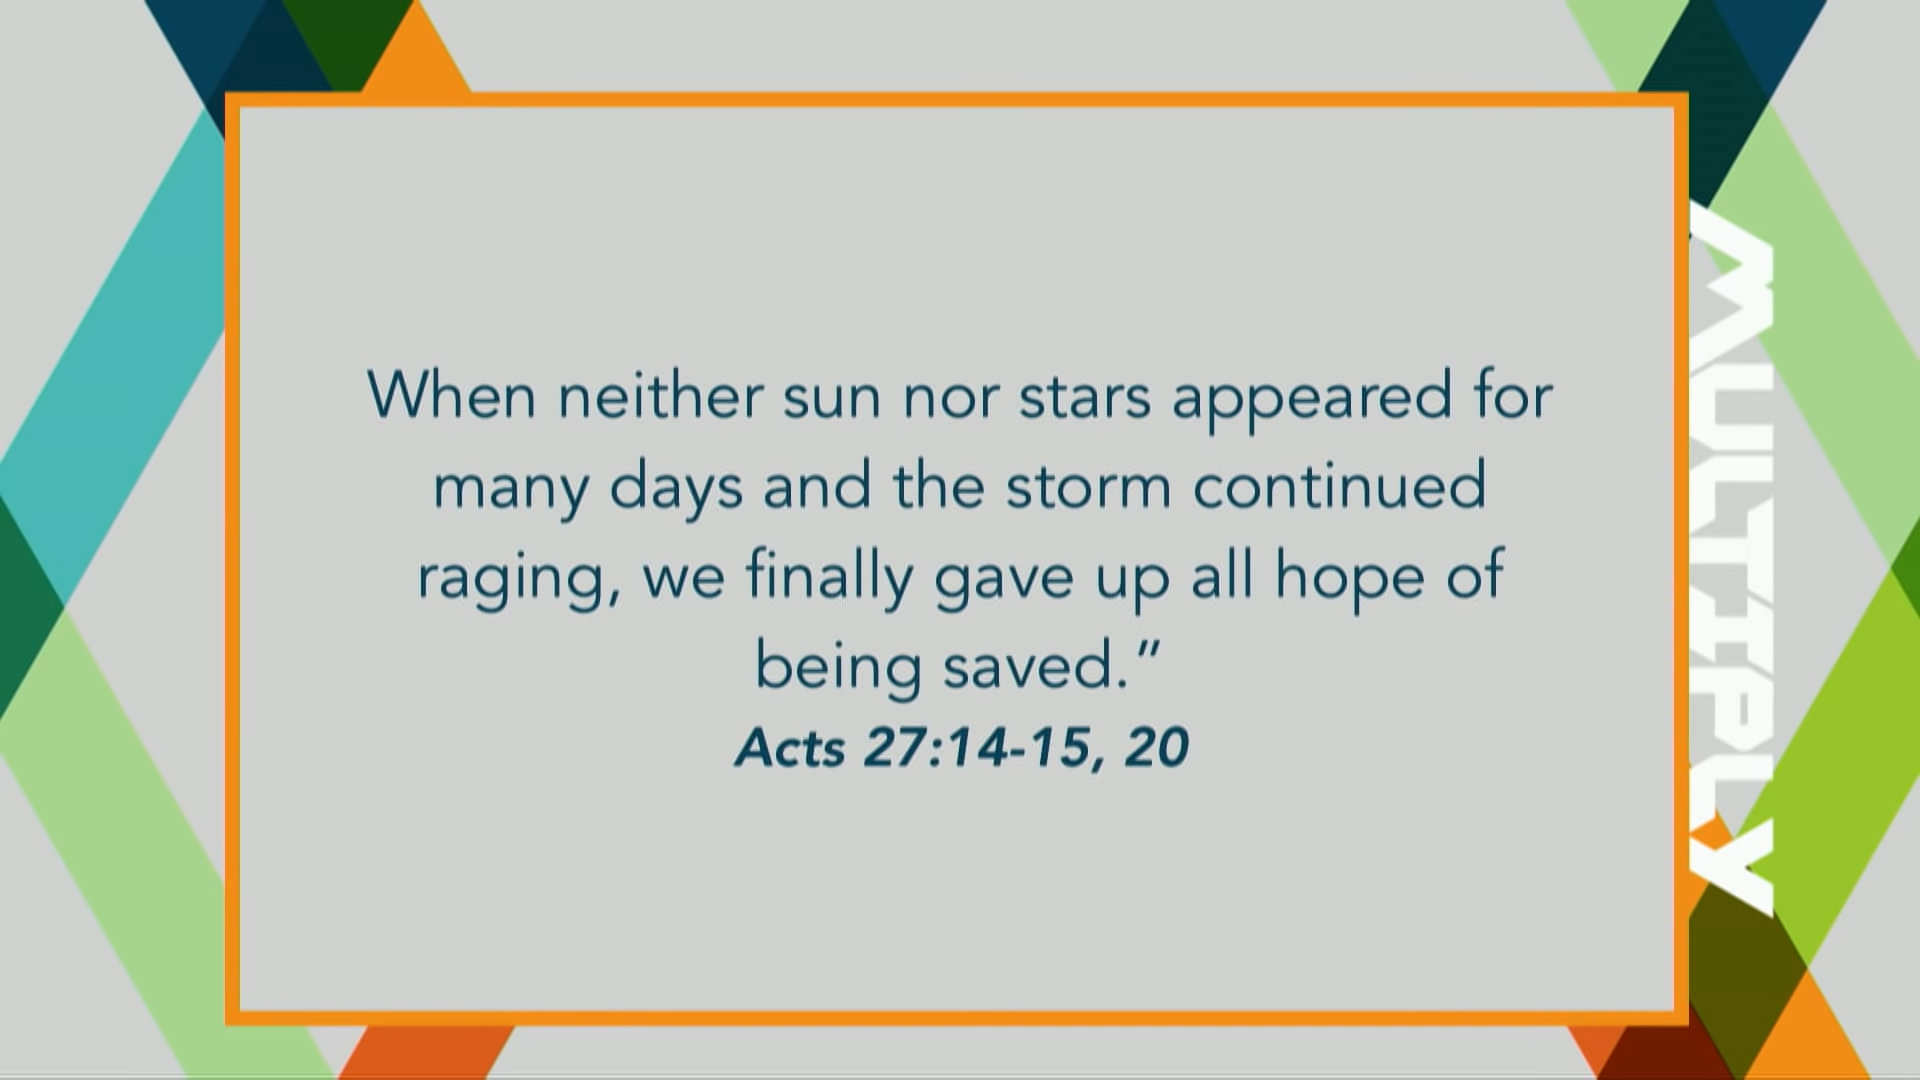 When neither sun nor stars appeared for
many days and the storm continued
raging, we finally gave up all hope of
being saved.”
Acts 27:14-15, 20
MULTIPLY